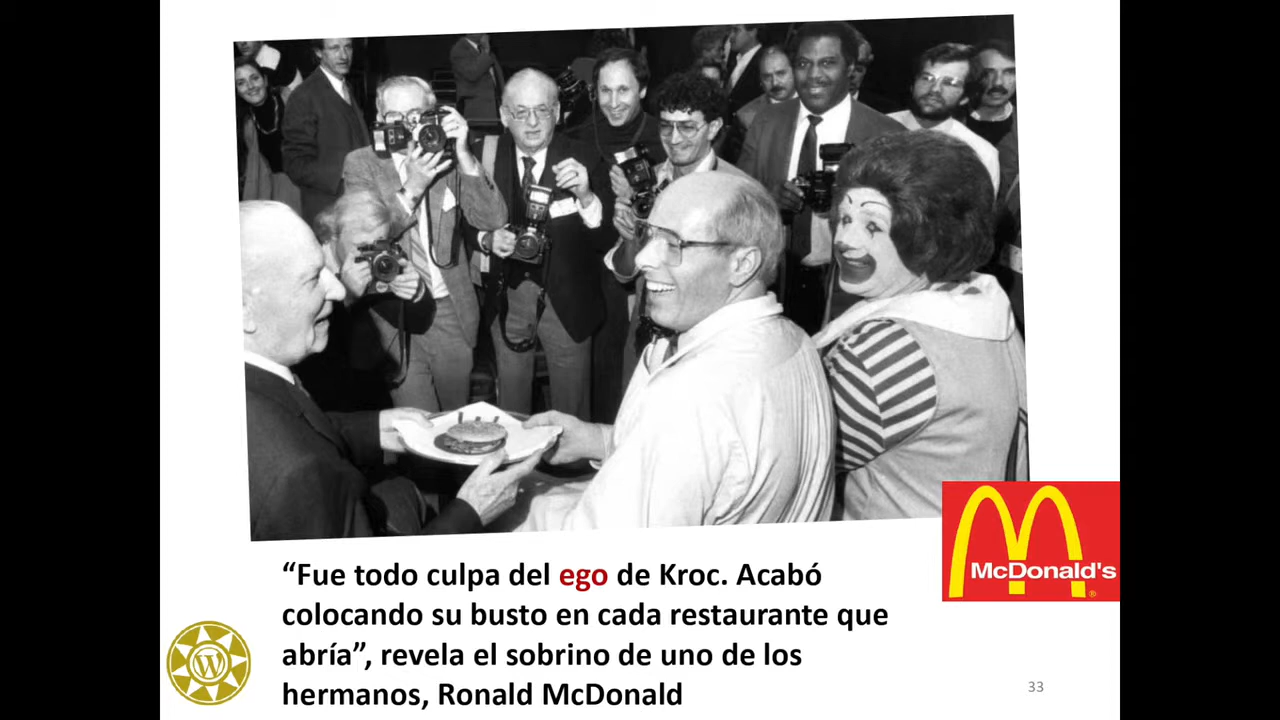 “Fue todo culpa del ego de Kroc. Acabó
colocando su busto en cada restaurante que
abría”, revela el sobrino de uno de los
hermanos, Ronald McDonald
McDonald's
®
W
33